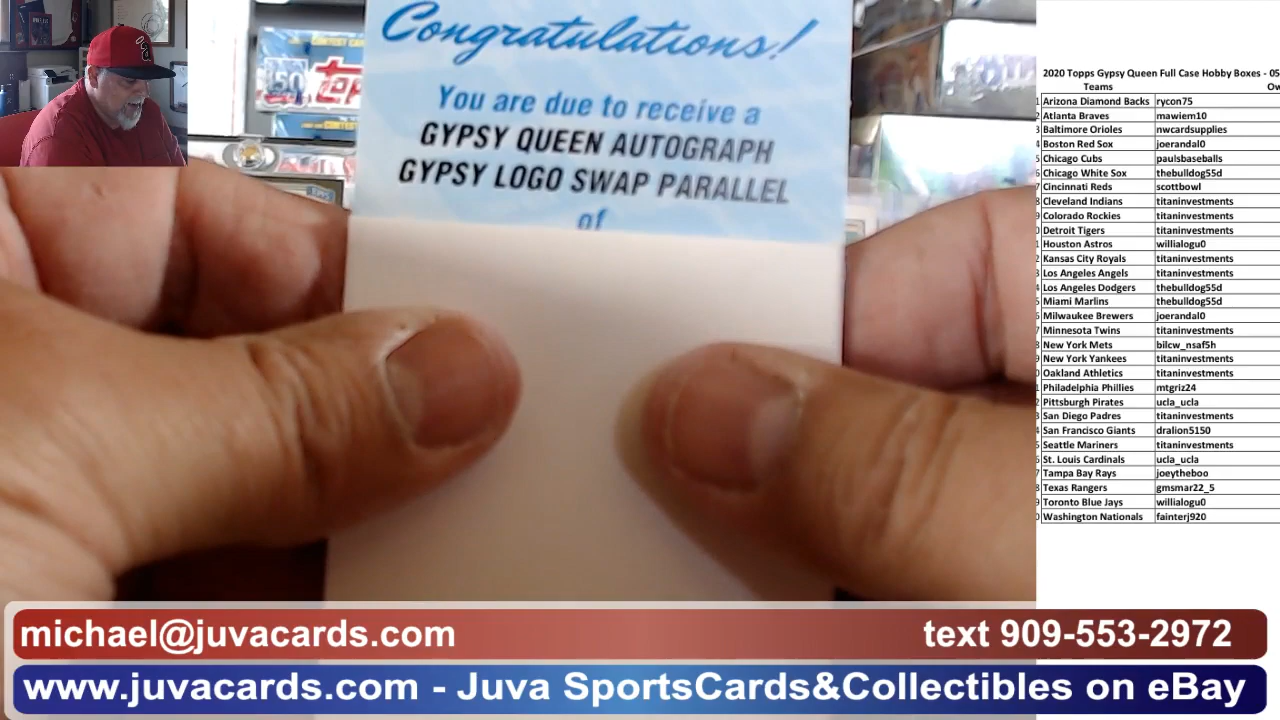 Congratulations!
You are due to receive a
GYPSY QUEEN AUTOGRAPH
GYPSY LOGO SWAP PARALLEL
of
2020 Topps Gypsy Queen Full Case Hobby Boxes - 05
Teams
Arizona Diamond Backs rycon75
Atlanta Braves mawiem10
Baltimore Orioles nwcardsupplies
Boston Red Sox joerandal0
Chicago Cubs paulsbaseballs
Chicago White Sox thebulldog55d
Cincinnati Reds scottbowl
Cleveland Indians titaninvestments
Colorado Rockies titaninvestments
Detroit Tigers titaninvestments
Houston Astros willialogu0
Kansas City Royals titaninvestments
Los Angeles Angels titaninvestments
Los Angeles Dodgers thebulldog55d
Miami Marlins thebulldog55d
Milwaukee Brewers joerandal0
Minnesota Twins titaninvestments
New York Mets bilcw_nsaf5h
New York Yankees titaninvestments
Oakland Athletics titaninvestments
Philadelphia Phillies mtgriz24
Pittsburgh Pirates ucla_ucla
San Diego Padres titaninvestments
San Francisco Giants dralion5150
Seattle Mariners titaninvestments
St. Louis Cardinals ucla_ucla
Tampa Bay Rays joeytheboo
Texas Rangers gmsmar22_5
Toronto Blue Jays willialogu0
Washington Nationals fainterj920
michael@juvacards.com text 909-553-2972
www.juvacards.com - Juva SportsCards&Collectibles on eBay